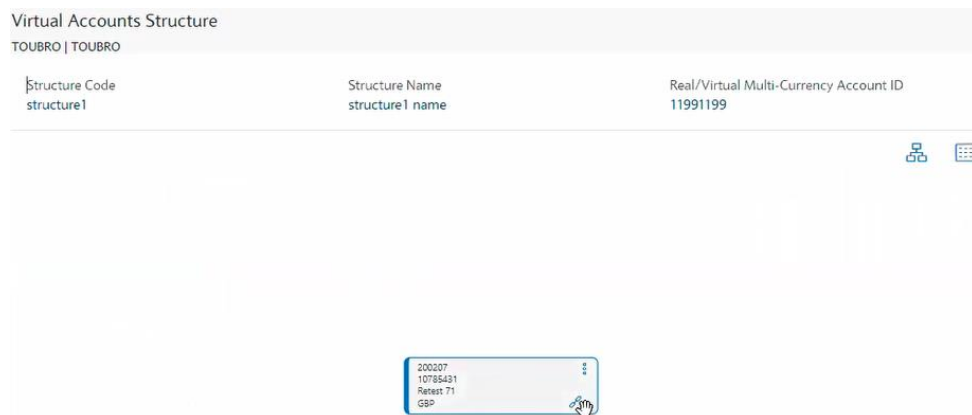 Virtual Accounts Structure
TOUBRO | TOUBRO
Structure Code
structure1
Structure Name
structure1 name
Real/Virtual Multi-Currency Account ID
11991199
200207
10785431
Retest 71
GBP